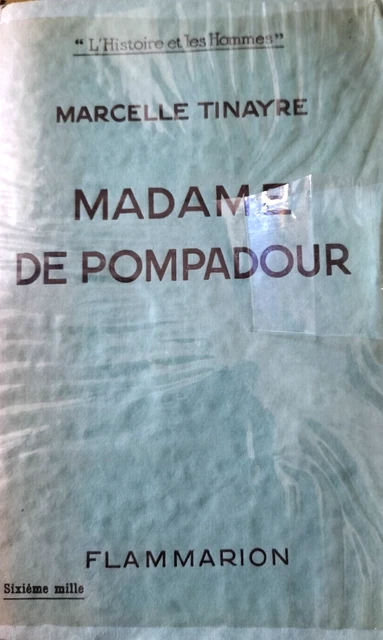 “ L'Histoire et les Hommes”
MARCELLE TINAYRE
MADAME
DE POMPADOUR
FLAMMARION
Sixième mille